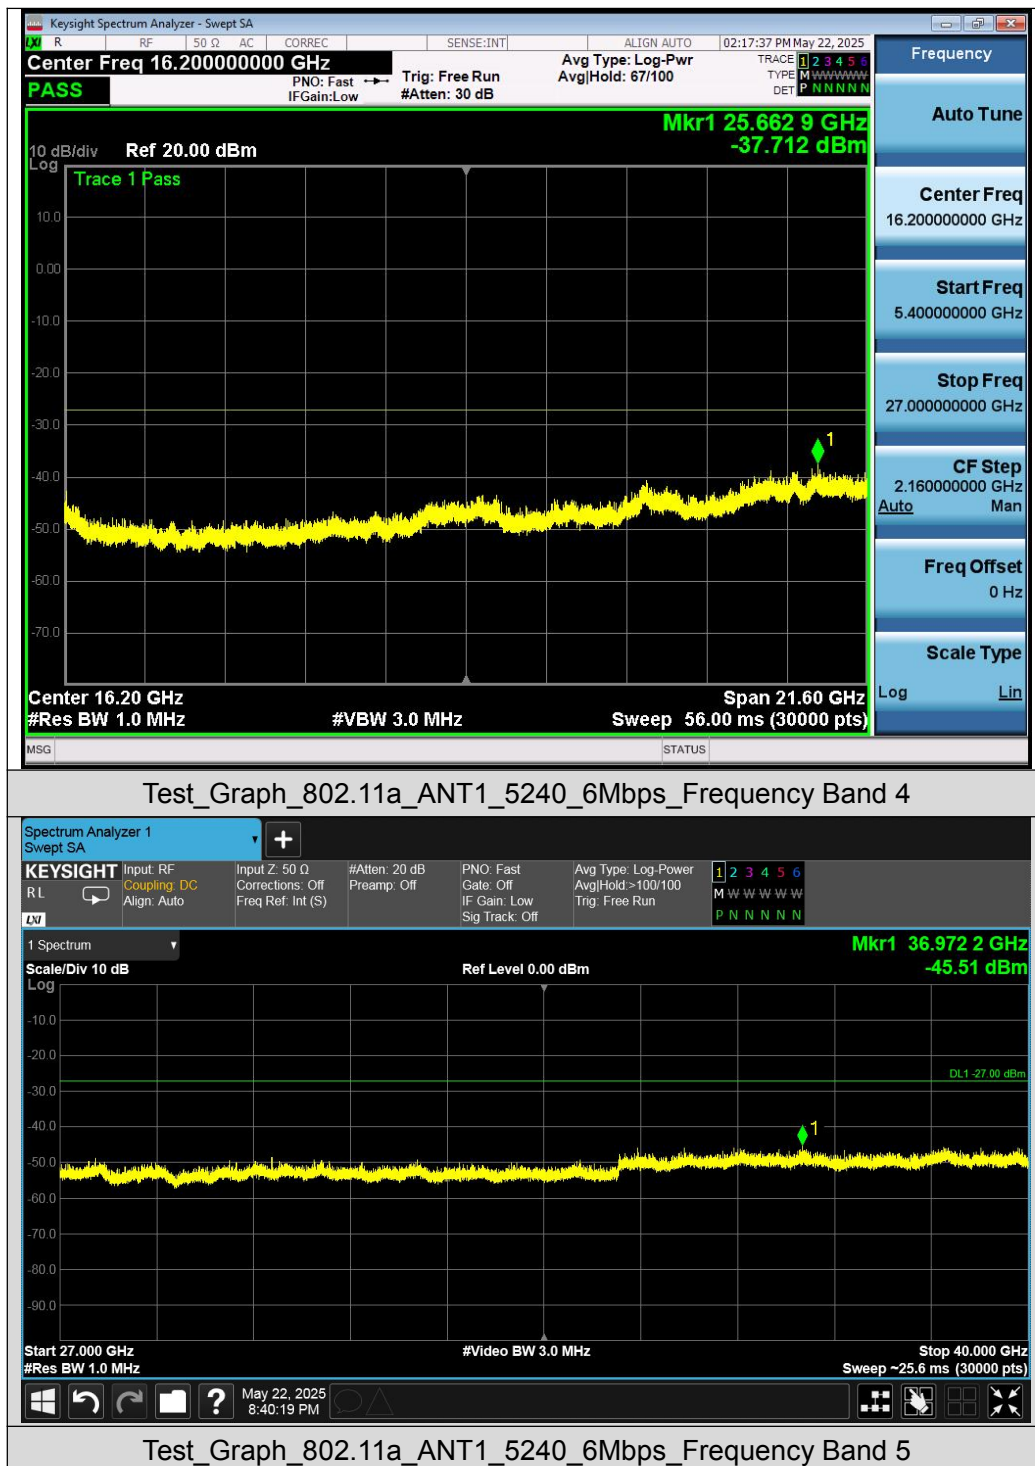 Keysight Spectrum Analyzer - Swept SA
LXI R RF 50 Ω AC CORREC SENSE:INT ALIGN AUTO 02:17:37 PM May 22, 2025
Center Freq 16.200000000 GHz
PASS
PNO: Fast
IFGain:Low
Trig: Free Run
#Atten: 30 dB
Avg Type: Log-Pwr
Avg|Hold: 67/100
TRACE 1 2 3 4 5 6
TYPE M W W W W W
DET P N N N N N
Mkr1 25.662 9 GHz
-37.712 dBm
10 dB/div Ref 20.00 dBm
Log
Trace 1 Pass
10.0
0.00
-10.0
-20.0
-30.0
-40.0
-50.0
-60.0
-70.0
1
Center 16.20 GHz Span 21.60 GHz
#Res BW 1.0 MHz #VBW 3.0 MHz Sweep 56.00 ms (30000 pts)
MSG STATUS
Frequency
Auto Tune
Center Freq
16.200000000 GHz
Start Freq
5.400000000 GHz
Stop Freq
27.000000000 GHz
CF Step
2.160000000 GHz
Auto Man
Freq Offset
0 Hz
Scale Type
Log Lin
Test_Graph_802.11a_ANT1_5240_6Mbps_Frequency Band 4
Spectrum Analyzer 1
Swept SA
+
KEYSIGHT
R L
LXI
Input: RF
Coupling: DC
Align: Auto
Input Z: 50 Ω
Corrections: Off
Freq Ref: Int (S)
#Atten: 20 dB
Preamp: Off
PNO: Fast
Gate: Off
IF Gain: Low
Sig Track: Off
Avg Type: Log-Power
Avg|Hold:>100/100
Trig: Free Run
1 2 3 4 5 6
M W W W W W
P N N N N N
1 Spectrum
Mkr1 36.972 2 GHz
-45.51 dBm
Scale/Div 10 dB Ref Level 0.00 dBm
Log
-10.0
-20.0
-30.0
-40.0
-50.0
-60.0
-70.0
-80.0
-90.0
DL1 -27.00 dBm
1
Start 27.000 GHz #Video BW 3.0 MHz Stop 40.000 GHz
#Res BW 1.0 MHz Sweep ~25.6 ms (30000 pts)
?
May 22, 2025
8:40:19 PM
Test_Graph_802.11a_ANT1_5240_6Mbps_Frequency Band 5